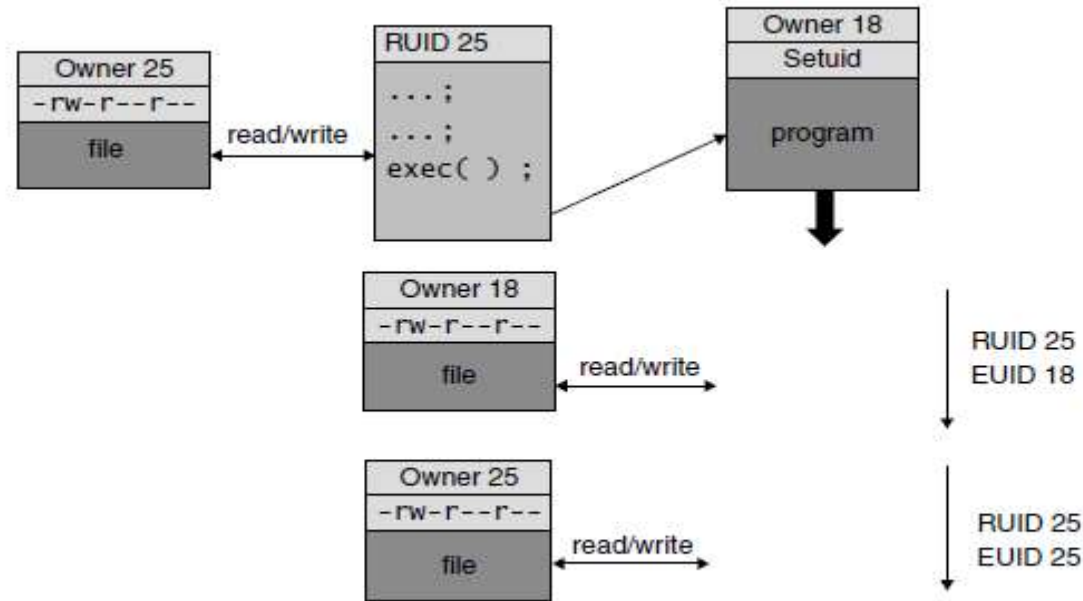 Owner 25
-rw-r--r--
file
read/write
RUID 25
...;
...;
exec( ) ;
Owner 18
Setuid
program
Owner 18
-rw-r--r--
file
read/write
RUID 25
EUID 18
Owner 25
-rw-r--r--
file
read/write
RUID 25
EUID 25